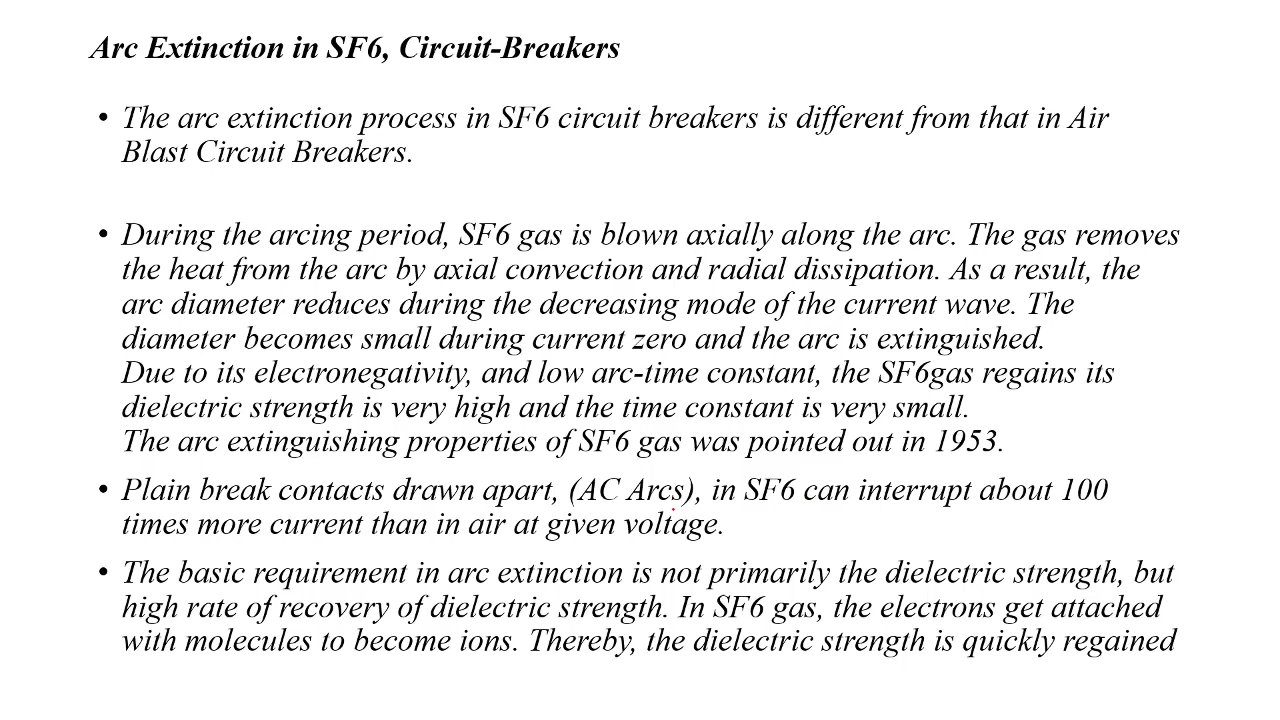 Arc Extinction in SF6, Circuit-Breakers
• The arc extinction process in SF6 circuit breakers is different from that in Air
Blast Circuit Breakers.
• During the arcing period, SF6 gas is blown axially along the arc. The gas removes
the heat from the arc by axial convection and radial dissipation. As a result, the
arc diameter reduces during the decreasing mode of the current wave. The
diameter becomes small during current zero and the arc is extinguished.
Due to its electronegativity, and low arc-time constant, the SF6gas regains its
dielectric strength is very high and the time constant is very small.
The arc extinguishing properties of SF6 gas was pointed out in 1953.
• Plain break contacts drawn apart, (AC Arcs), in SF6 can interrupt about 100
times more current than in air at given voltage.
• The basic requirement in arc extinction is not primarily the dielectric strength, but
high rate of recovery of dielectric strength. In SF6 gas, the electrons get attached
with molecules to become ions. Thereby, the dielectric strength is quickly regained